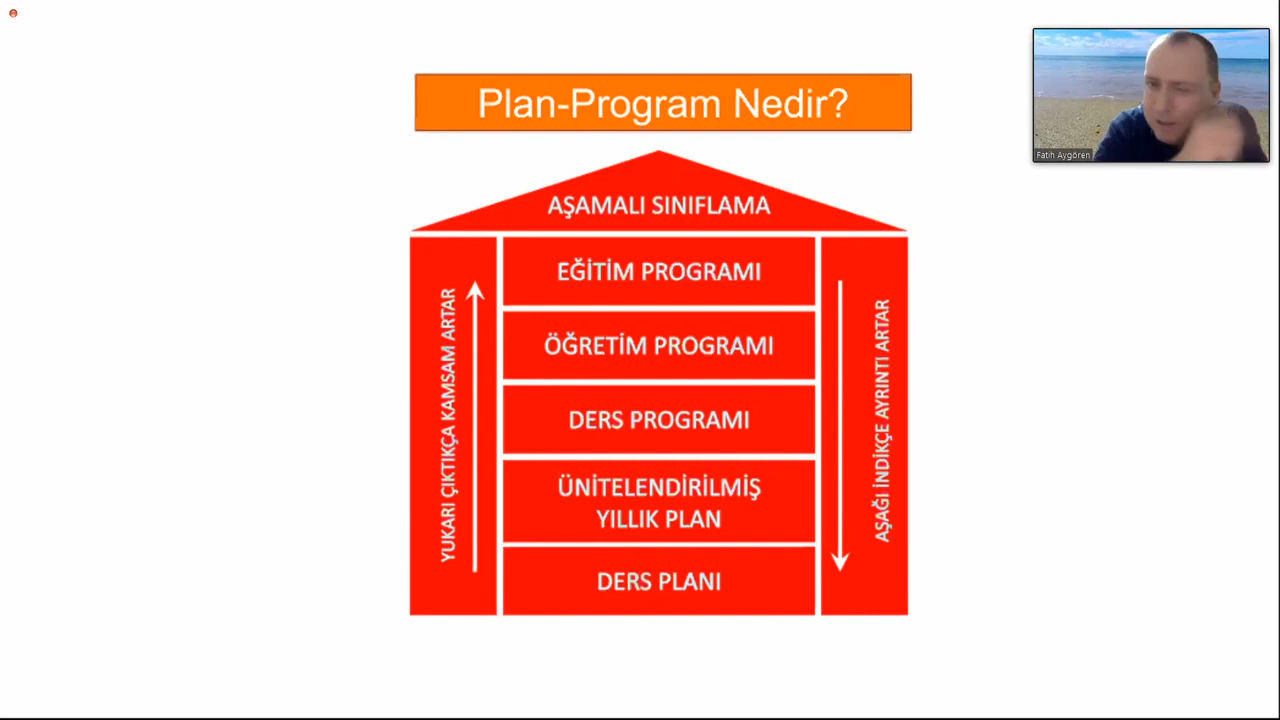 Plan-Program Nedir?
Fatih Aygören
AŞAMALI SINIFLAMA
YUKARI ÇIKTIKÇA KAMSAM ARTAR
EĞİTİM PROGRAMI
ÖĞRETİM PROGRAMI
DERS PROGRAMI
ÜNİTELENDİRİLMİŞ
YILLIK PLAN
DERS PLANI
AŞAĞI İNDİKÇE AYRINTI ARTAR